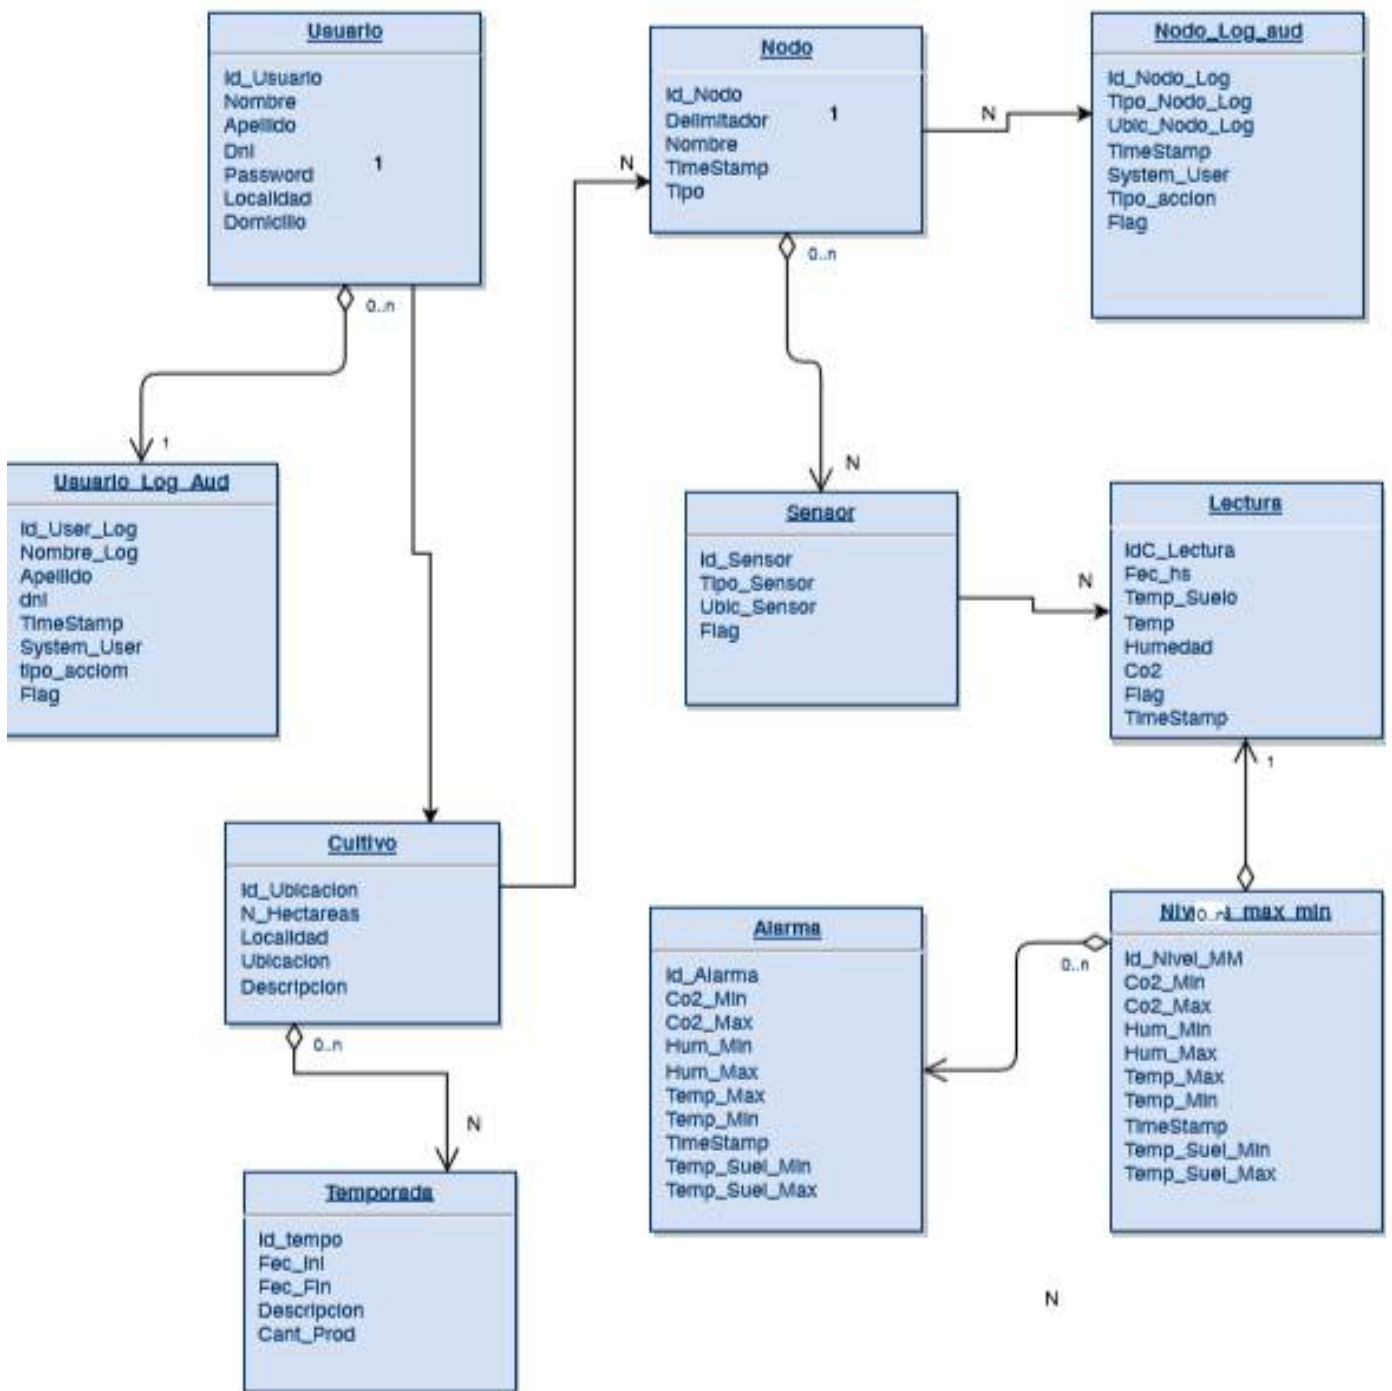 Usuario
Id_Usuario
Nombre
Apellido
Dni
Password
Localidad
Domicilio
1
0..n
Nodo
Id_Nodo
Delimitador
Nombre
TimeStamp
Tipo
1
N
0..n
N
Nodo_Log_aud
Id_Nodo_Log
Tipo_Nodo_Log
Ubic_Nodo_Log
TimeStamp
System_User
Tipo_accion
Flag
1
Usuario_Log_Aud
Id_User_Log
Nombre_Log
Apellido
dni
TimeStamp
System_User
tipo_acciom
Flag
N
Sensor
Id_Sensor
Tipo_Sensor
Ubic_Sensor
Flag
N
Lectura
IdC_Lectura
Fec_hs
Temp_Suelo
Temp
Humedad
Co2
Flag
TimeStamp
1
Cultivo
Id_Ubicacion
N_Hectareas
Localidad
Ubicacion
Descripcion
0..n
N
Temporada
Id_tempo
Fec_Ini
Fec_Fin
Descripcion
Cant_Prod
Alarma
Id_Alarma
Co2_Min
Co2_Max
Hum_Min
Hum_Max
Temp_Max
Temp_Min
TimeStamp
Temp_Suel_Min
Temp_Suel_Max
0..n
max_min
Id_Nivel_MM
Co2_Min
Co2_Max
Hum_Min
Hum_Max
Temp_Max
Temp_Min
TimeStamp
Temp_Suel_Min
Temp_Suel_Max
N